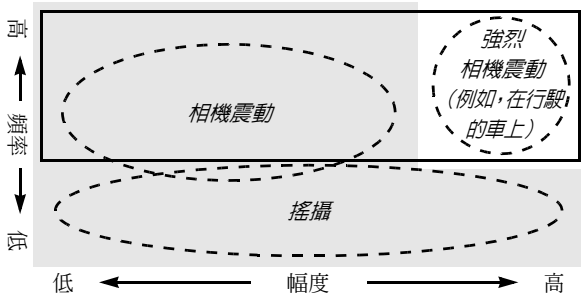 高
頻率
低
強烈
相機震動
(例如，在行駛
的車上)
相機震動
搖攝
低
幅度
高